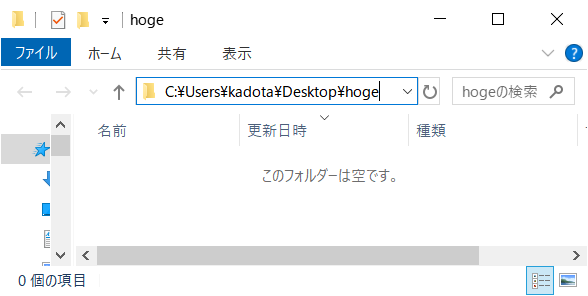 hoge
ファイル ホーム 共有 表示
C:¥Users¥kadota¥Desktop¥hoge hogeの検索
名前 更新日時 種類
このフォルダーは空です。
0 個の項目